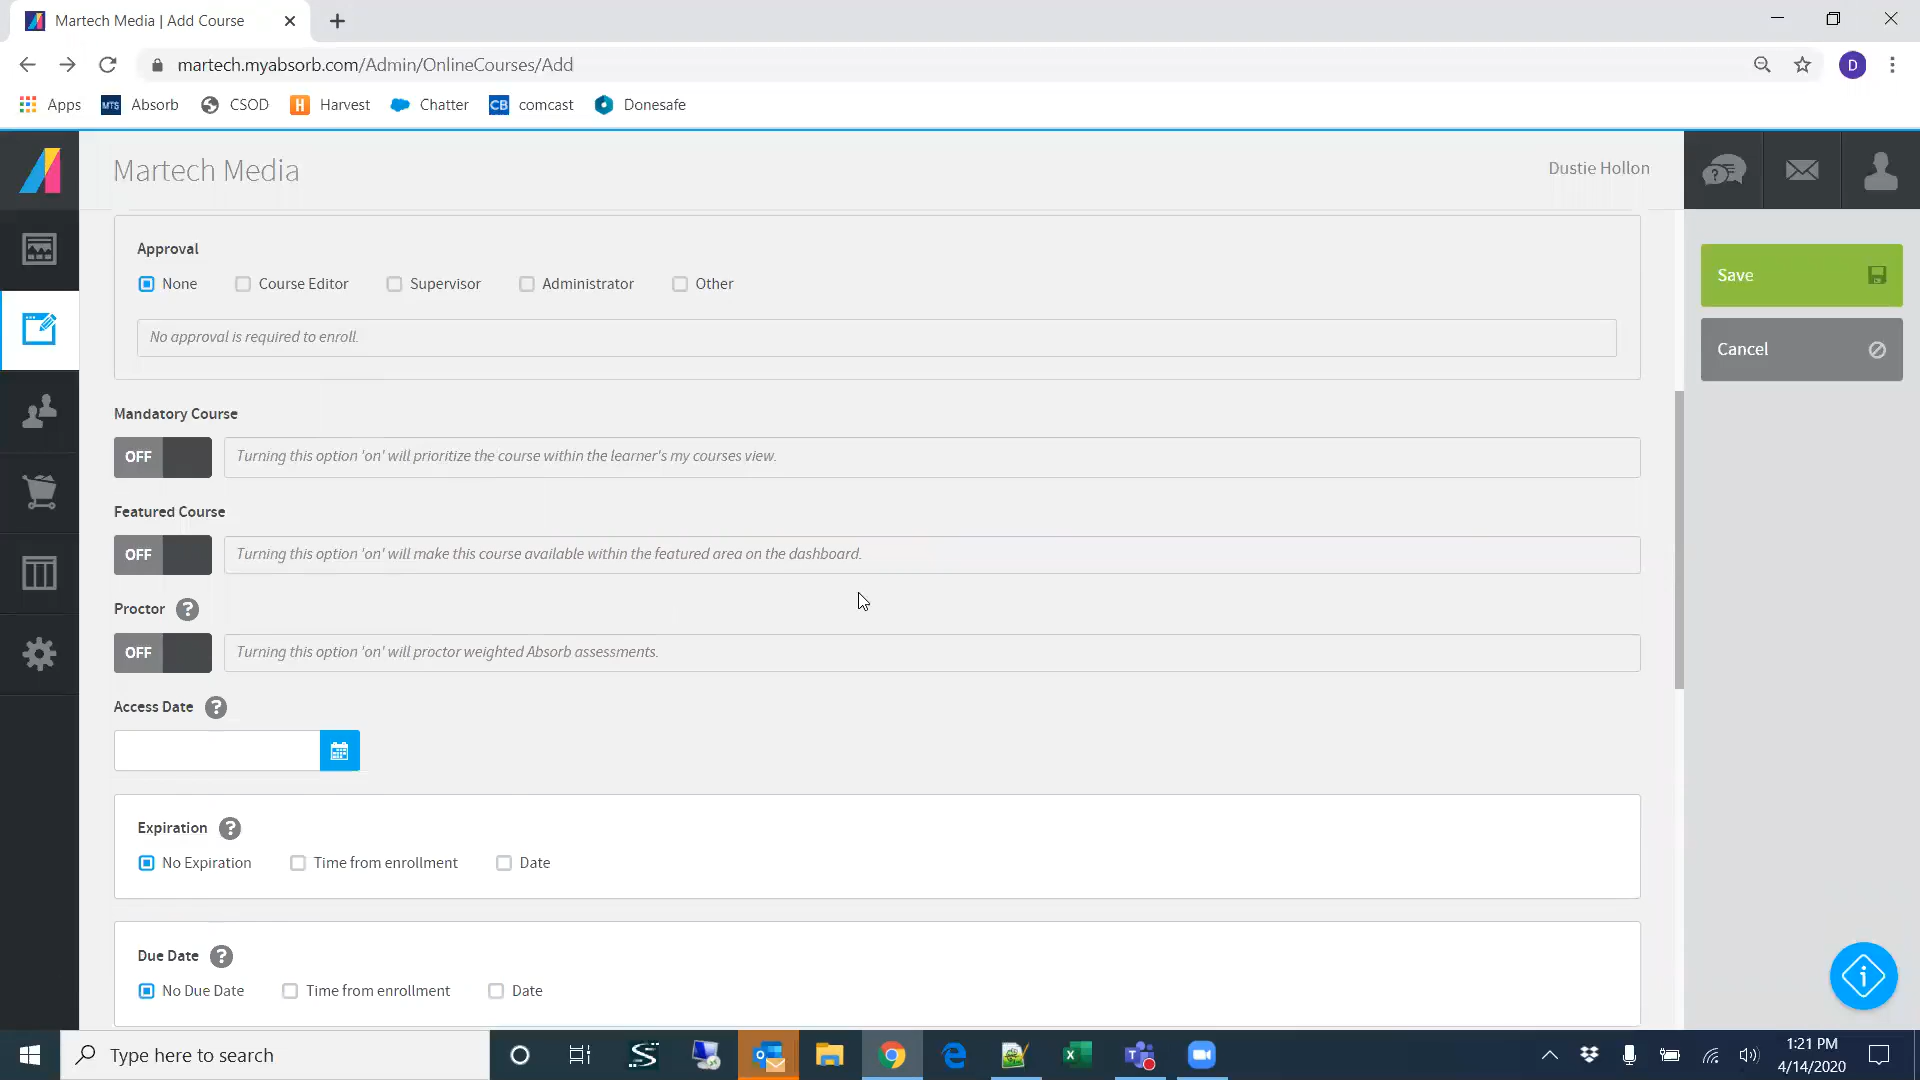 Martech Media | Add Course
martech.myabsorb.com/Admin/OnlineCourses/Add
D
Apps MTS Absorb CSOD H Harvest Chatter CB comcast Donesafe
Martech Media
Dustie Hollon
Approval
None Course Editor Supervisor Administrator Other
No approval is required to enroll.
Save
Cancel
Mandatory Course
OFF Turning this option 'on' will prioritize the course within the learner's my courses view.
Featured Course
OFF Turning this option 'on' will make this course available within the featured area on the dashboard.
Proctor ?
OFF Turning this option 'on' will proctor weighted Absorb assessments.
Access Date ?
Expiration ?
No Expiration Time from enrollment Date
Due Date ?
No Due Date Time from enrollment Date
Type here to search
1:21 PM
4/14/2020